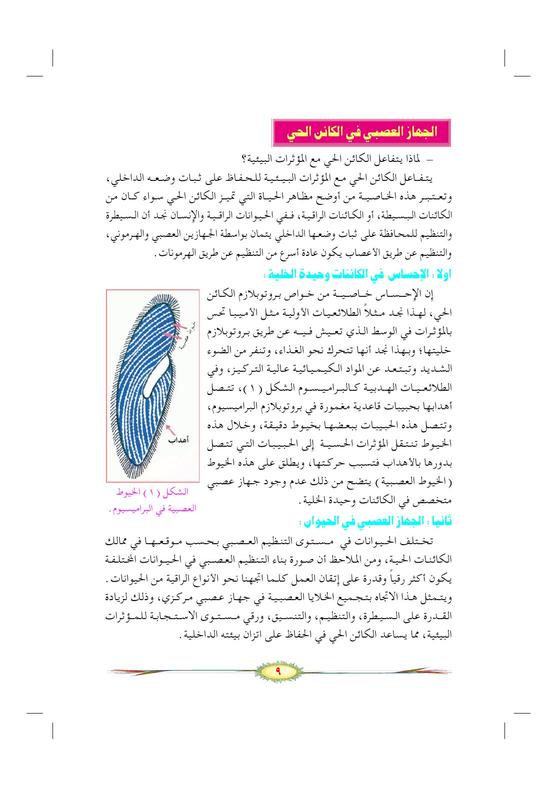 الجهاز العصبي في الكائن الحي
– لماذا يتفاعل الكائن الحي مع المؤثرات البيئية؟
يتفاعل الكائن الحي مع المؤثرات البيئية للحفاظ على ثبات وضعه الداخلي،
وتعتبر هذه الخاصية من أوضح مظاهر الحياة التي تميز الكائن الحي سواء كان من
الكائنات البسيطة، أو الكائنات الراقية، ففي الحيوانات الراقية والإنسان نجد أن السيطرة
والتنظيم للمحافظة على ثبات وضعها الداخلي يتمان بواسطة الجهازين العصبي والهرموني،
والتنظيم عن طريق الأعصاب يكون عادة أسرع من التنظيم عن طريق الهرمونات.
اولا : الإحساس في الكائنات وحيدة الخلية :
إن الإحساس خاصية من خواص بروتوبلازم الكائن
الحي، لهذا نجد مثلاً الطلائعيات الأولية مثل الأميبا تحس
بالمؤثرات في الوسط الذي تعيش فيه عن طريق بروتوبلازم
خليتها؛ وبهذا نجد أنها تتحرك نحو الغذاء، وتنفر من الضوء
الشديد وتبتعد عن المواد الكيميائية عالية التركيز، وفي
الطلائعيات الهدبية كالبراميسوم الشكل (١)، تتصل
أهدابها بحبيبات قاعدية مغمورة في بروتوبلازم البراميسيوم،
وتتصل هذه الحبيبات ببعضها بخيوط دقيقة، وخلال هذه
الخيوط تنتقل المؤثرات الحسية إلى الحبيبات التي تتصل
بدورها بالأهداب فتسبب حركتها، ويطلق على هذه الخيوط
(الخيوط العصبية) يتضح من ذلك عدم وجود جهاز عصبي
متخصص في الكائنات وحيدة الخلية.
أهداب
الشكل (١) الخيوط
العصبية في البراميسيوم.
ثانيا : الجهاز العصبي في الحيوان :
تختلف الحيوانات في مستوى التنظيم العصبي بحسب موقعها في ممالك
الكائنات الحية، ومن الملاحظ أن صورة بناء التنظيم العصبي في الحيوانات المختلفة
يكون أكثر رقياً وقدرة على إتقان العمل كلما اتجهنا نحو الأنواع الراقية من الحيوانات.
ويتمثل هذا الاتجاه بتجميع الخلايا العصبية في جهاز عصبي مركزي، وذلك لزيادة
القدرة على السيطرة، والتنظيم، والتنسيق، ورقي مستوى الاستجابة للمؤثرات
البيئية، مما يساعد الكائن الحي في الحفاظ على اتزان بيئته الداخلية.
٩